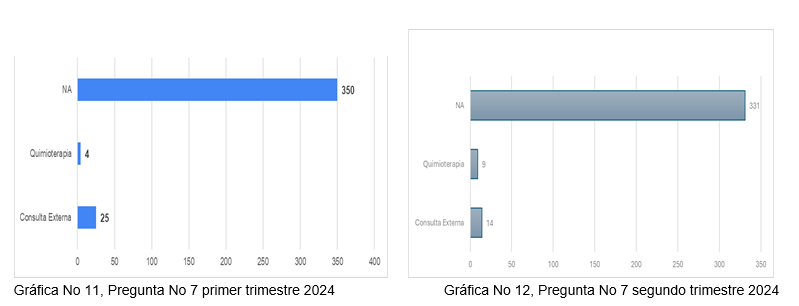 NA
350
Quimioterapia
4
Consulta Externa
25
0 50 100 150 200 250 300 350 400
Gráfica No 11, Pregunta No 7 primer trimestre 2024
NA
331
Quimioterapia
9
Consulta Externa
14
0 50 100 150 200 250 300 350
Gráfica No 12, Pregunta No 7 segundo trimestre 2024